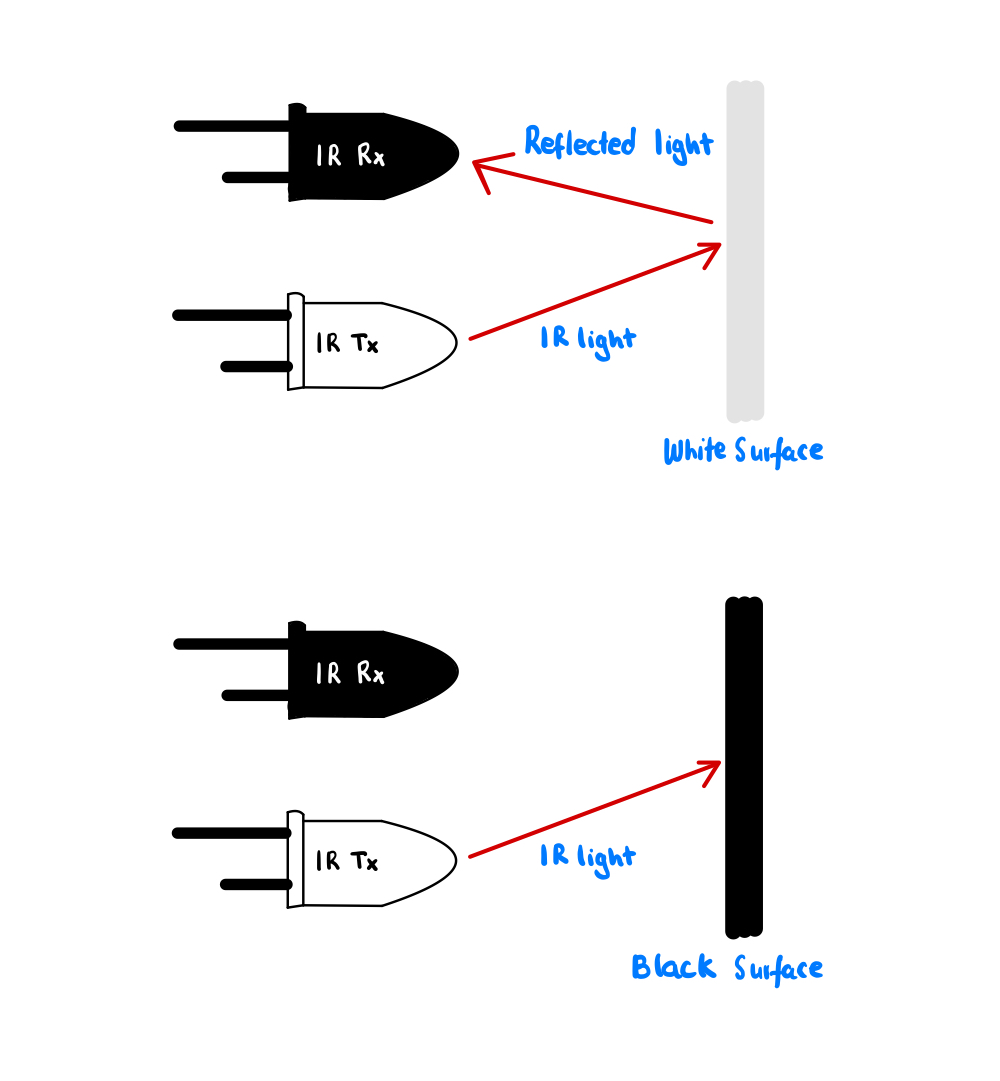 IR Rx
Reflected light
IR Tx
IR light
White Surface
IR Rx
IR Tx
IR light
Black Surface